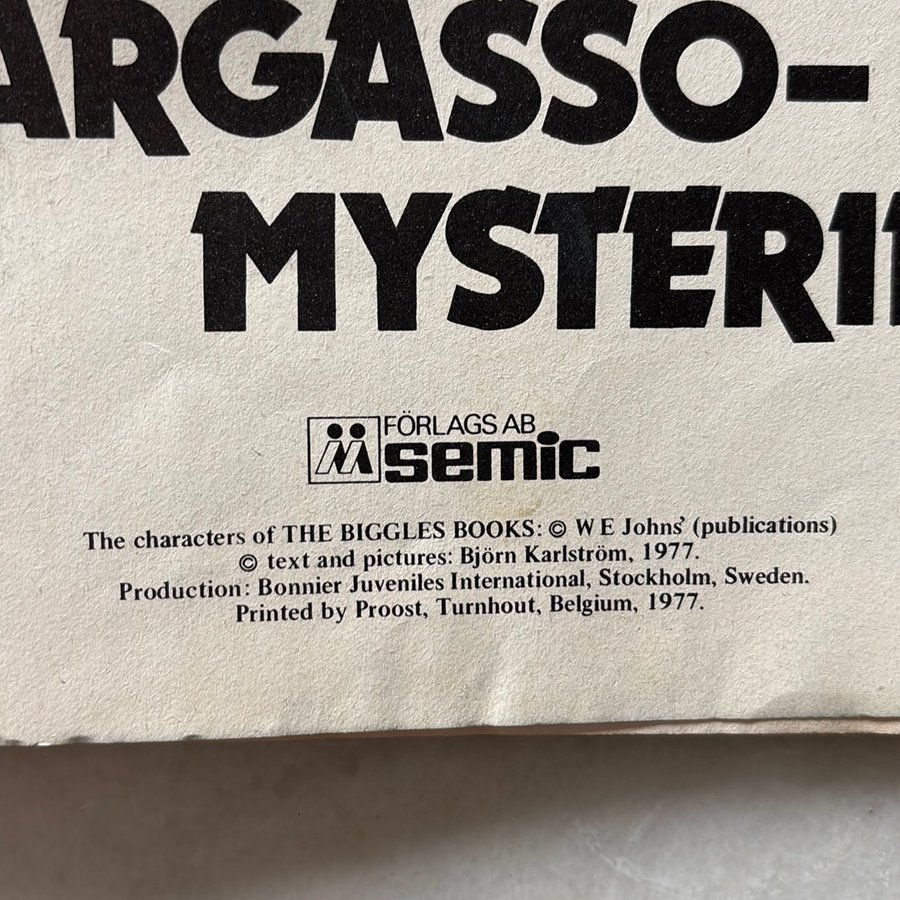 ARGASSO-
MYSTERI
FÖRLAGS AB
semic
The characters of THE BIGGLES BOOKS: © W E Johns' (publications)
© text and pictures: Björn Karlström, 1977.
Production: Bonnier Juveniles International, Stockholm, Sweden.
Printed by Proost, Turnhout, Belgium, 1977.